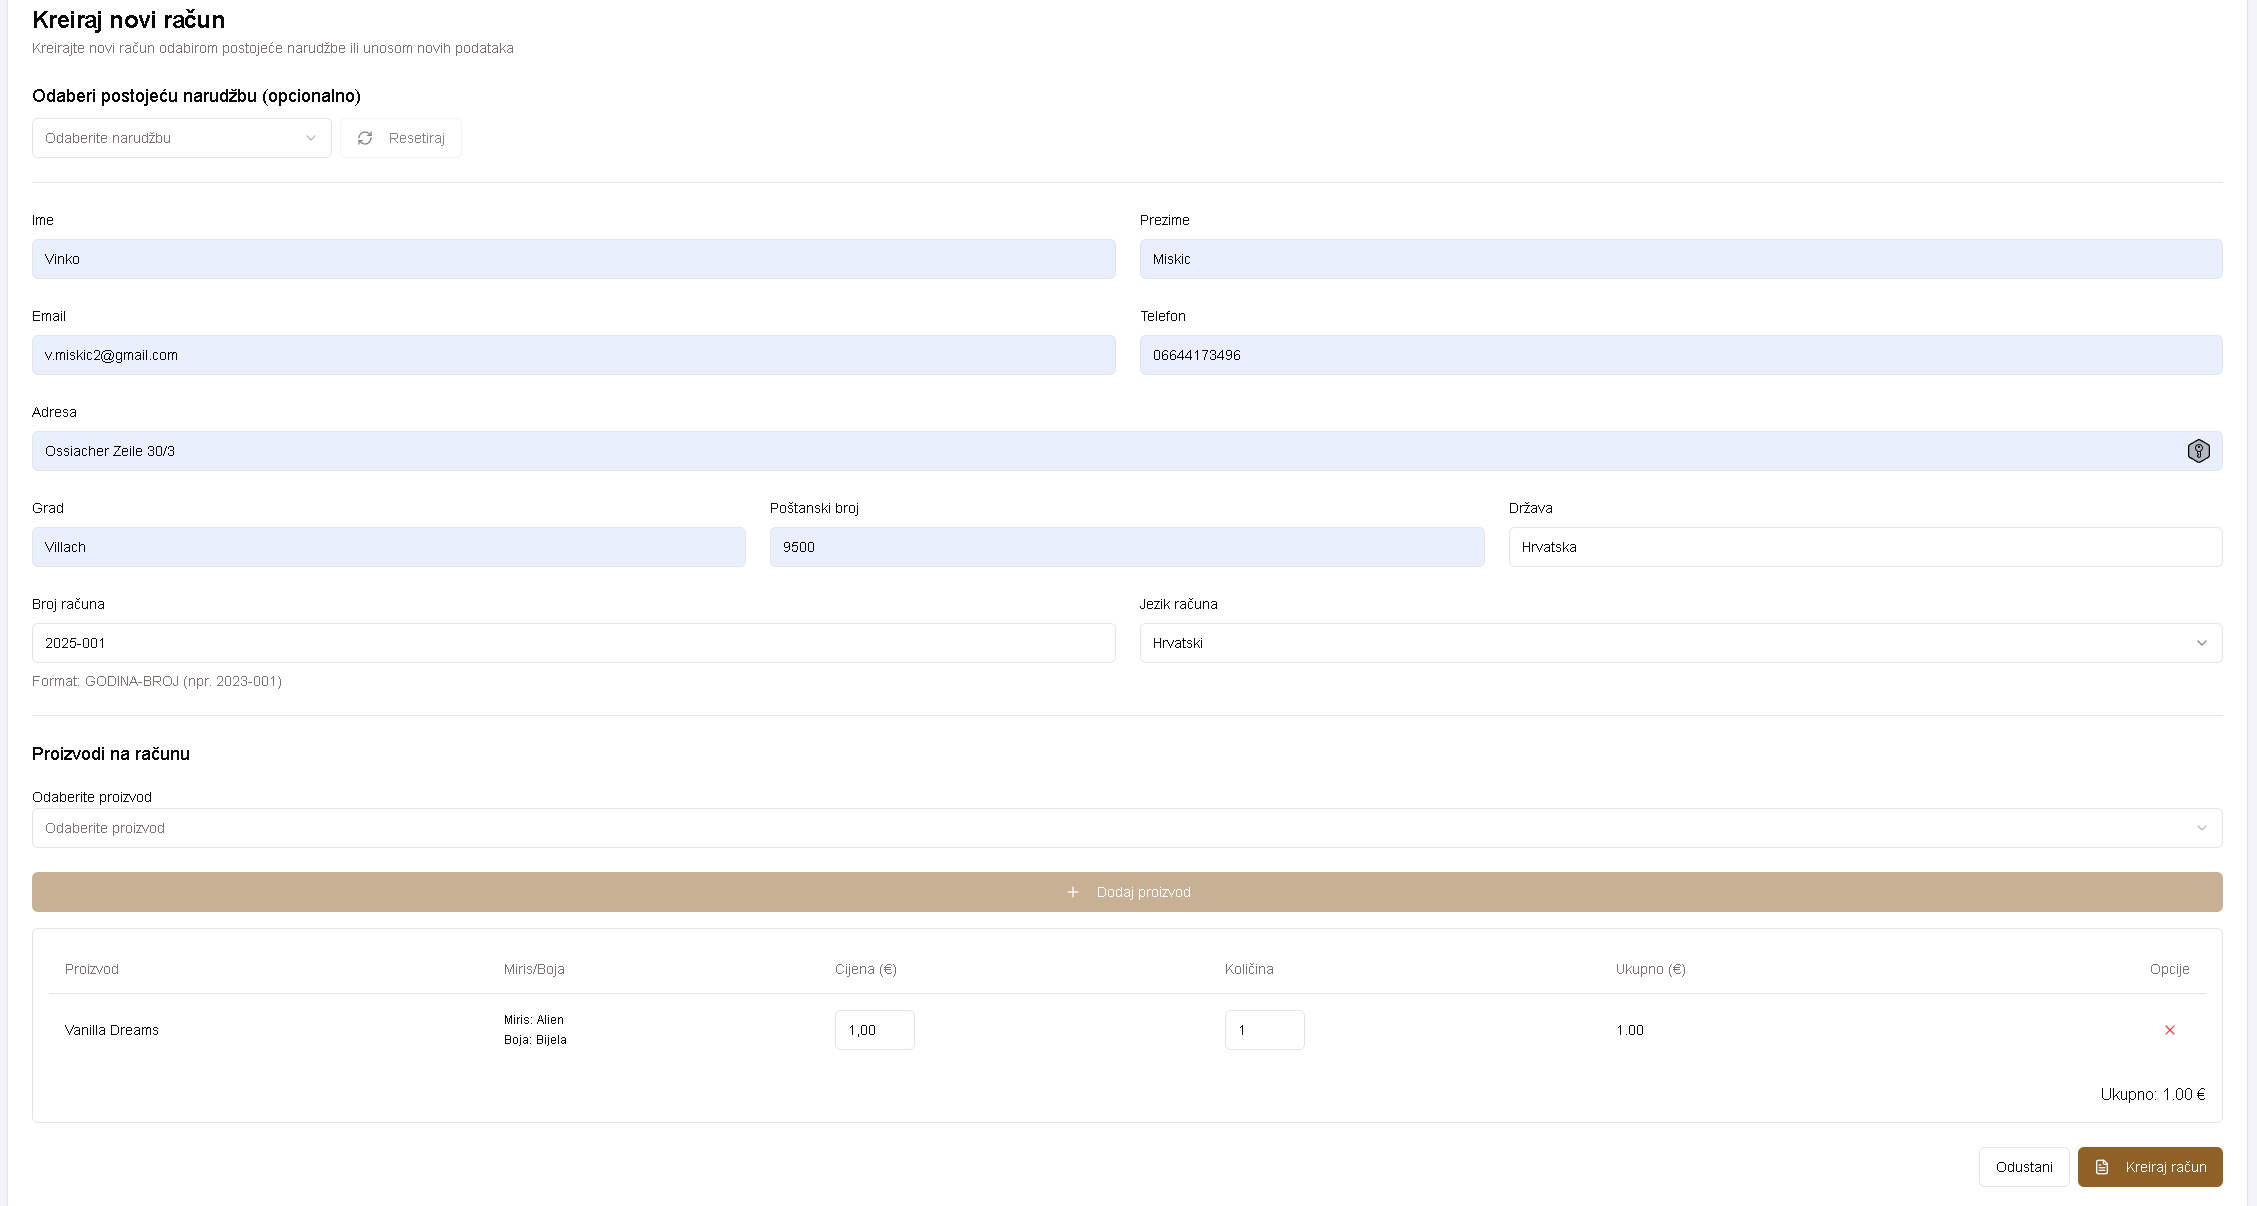 Kreiraj novi račun
Kreirajte novi račun odabirom postojeće narudžbe ili unosom novih podataka
Odaberi postojeću narudžbu (opcionalno)
Odaberite narudžbu
Resetiraj
Ime
Prezime
Vinko
Miskic
Email
Telefon
v.miskic2@gmail.com
06644173496
Adresa
Ossiacher Zeile 30/3
Grad
Poštanski broj
Država
Villach
9500
Hrvatska
Broj računa
Jezik računa
2025-001
Hrvatski
Format: GODINA-BROJ (npr. 2023-001)
Proizvodi na računu
Odaberite proizvod
Odaberite proizvod
Dodaj proizvod
Proizvod Miris/Boja Cijena (€) Količina Ukupno (€) Opcije
Miris: Alien
Vanilla Dreams 1,00 1 1.00
Boja: Bijela
Ukupno: 1.00 €
Odustani
Kreiraj račun